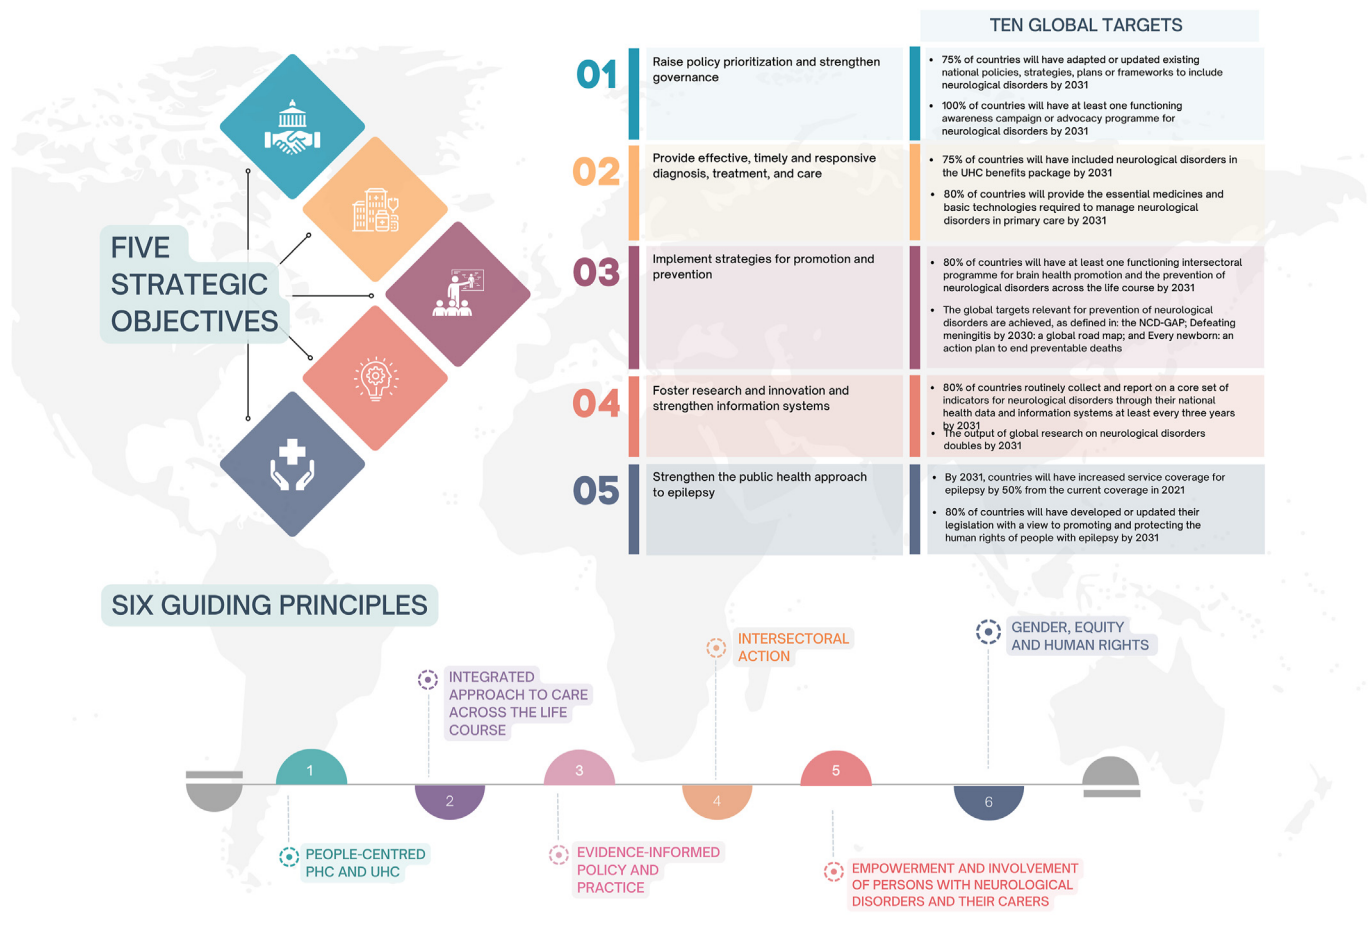 TEN GLOBAL TARGETS
FIVE
STRATEGIC
OBJECTIVES
01
Raise policy prioritization and strengthen
governance
• 75% of countries will have adapted or updated existing
national policies, strategies, plans or frameworks to include
neurological disorders by 2031
• 100% of countries will have at least one functioning
awareness campaign or advocacy programme for
neurological disorders by 2031
02
Provide effective, timely and responsive
diagnosis, treatment, and care
• 75% of countries will have included neurological disorders in
the UHC benefits package by 2031
• 80% of countries will provide the essential medicines and
basic technologies required to manage neurological
disorders in primary care by 2031
03
Implement strategies for promotion and
prevention
• 80% of countries will have at least one functioning intersectoral
programme for brain health promotion and the prevention of
neurological disorders across the life course by 2031
• The global targets relevant for prevention of neurological
disorders are achieved, as defined in: the NCD-GAP; Defeating
meningitis by 2030: a global road map; and Every newborn: an
action plan to end preventable deaths
04
Foster research and innovation and
strengthen information systems
• 80% of countries routinely collect and report on a core set of
indicators for neurological disorders through their national
health data and information systems at least every three years
by 2031
• The output of global research on neurological disorders
doubles by 2031
05
Strengthen the public health approach
to epilepsy
• By 2031, countries will have increased service coverage for
epilepsy by 50% from the current coverage in 2021
• 80% of countries will have developed or updated their
legislation with a view to promoting and protecting the
human rights of people with epilepsy by 2031
SIX GUIDING PRINCIPLES
1
PEOPLE-CENTRED
PHC AND UHC
2
INTEGRATED
APPROACH TO CARE
ACROSS THE LIFE
COURSE
3
EVIDENCE-INFORMED
POLICY AND
PRACTICE
4
INTERSECTORAL
ACTION
5
EMPOWERMENT AND INVOLVEMENT
OF PERSONS WITH NEUROLOGICAL
DISORDERS AND THEIR CARERS
6
GENDER, EQUITY
AND HUMAN RIGHTS